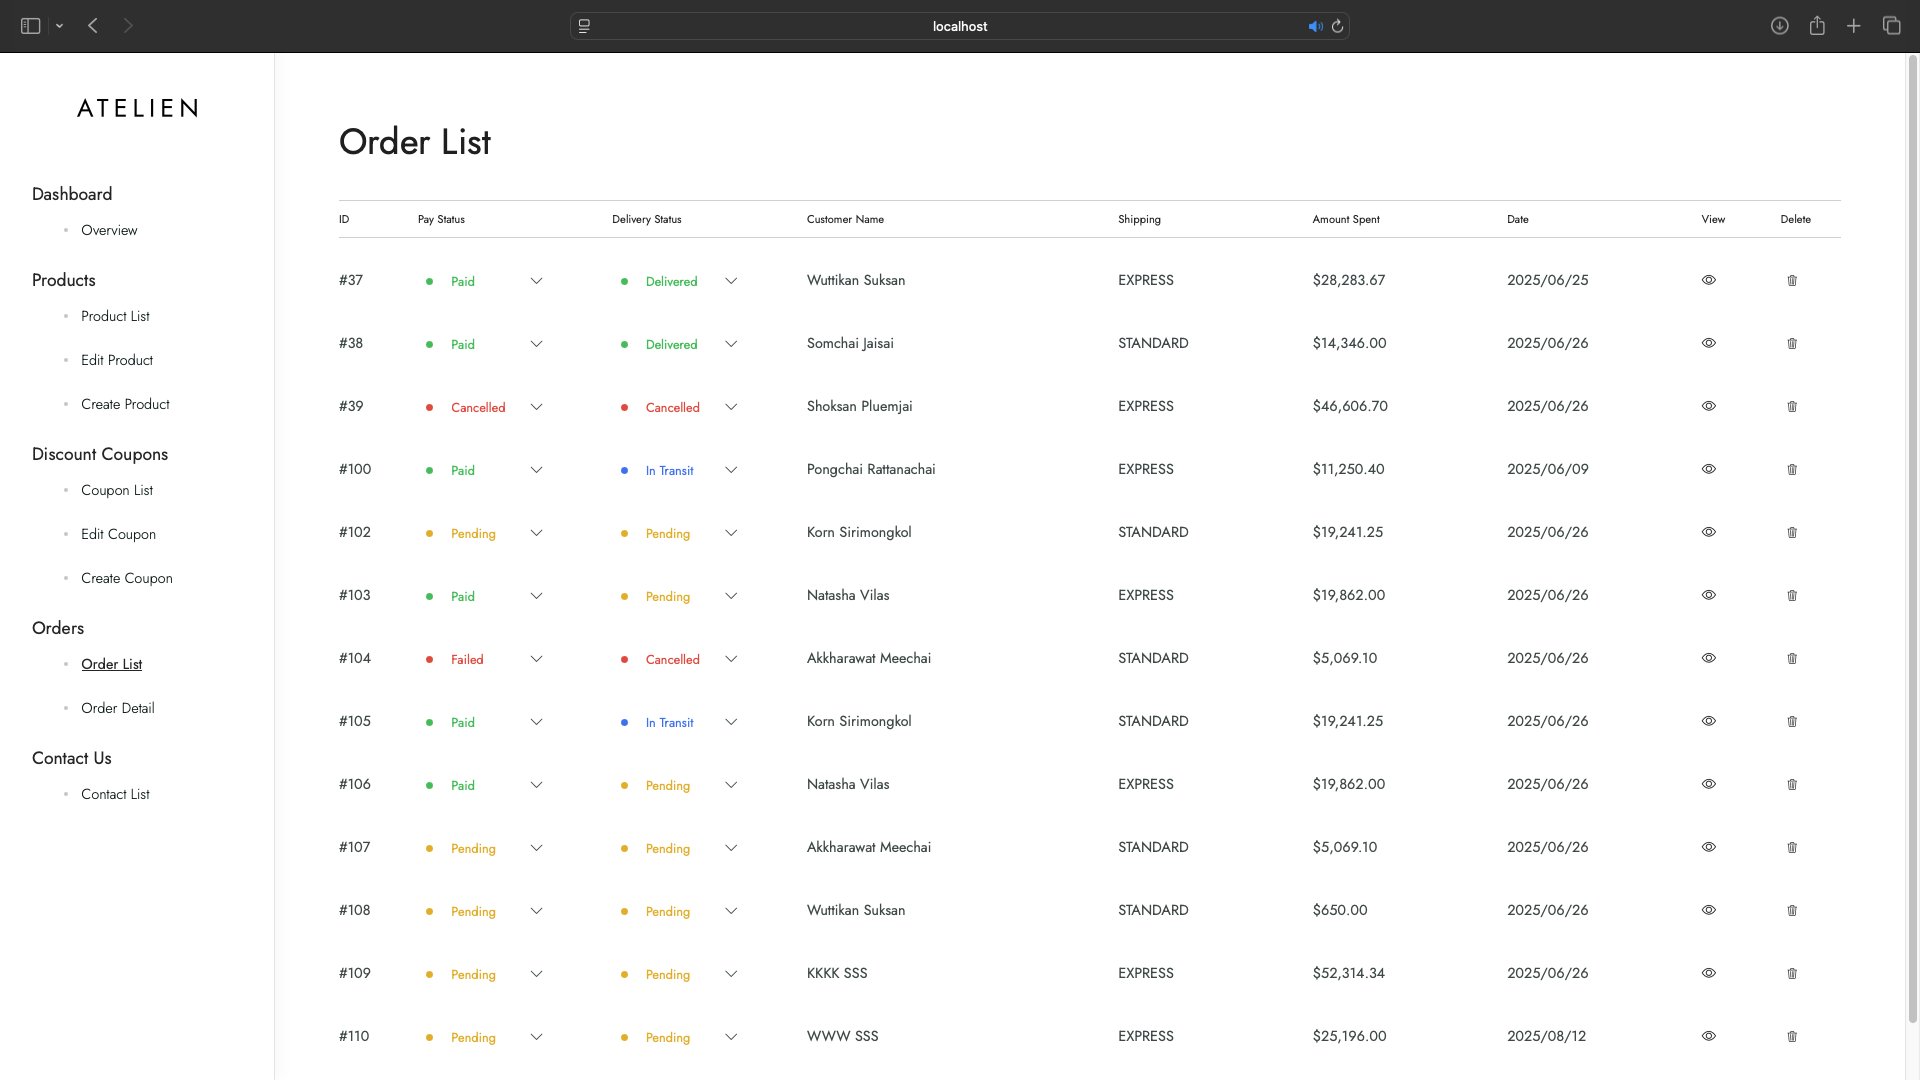 localhost
ATELIEN
Dashboard
Overview
Products
Product List
Edit Product
Create Product
Discount Coupons
Coupon List
Edit Coupon
Create Coupon
Orders
Order List
Order Detail
Contact Us
Contact List
Order List
ID Pay Status Delivery Status Customer Name Shipping Amount Spent Date View Delete
#37 Paid Delivered Wuttikan Suksan EXPRESS $28,283.67 2025/06/25
#38 Paid Delivered Somchai Jaisai STANDARD $14,346.00 2025/06/26
#39 Cancelled Cancelled Shoksan Pluemjai EXPRESS $46,606.70 2025/06/26
#100 Paid In Transit Pongchai Rattanachai EXPRESS $11,250.40 2025/06/09
#102 Pending Pending Korn Sirimongkol STANDARD $19,241.25 2025/06/26
#103 Paid Pending Natasha Vilas EXPRESS $19,862.00 2025/06/26
#104 Failed Cancelled Akkharawat Meechai STANDARD $5,069.10 2025/06/26
#105 Paid In Transit Korn Sirimongkol STANDARD $19,241.25 2025/06/26
#106 Paid Pending Natasha Vilas EXPRESS $19,862.00 2025/06/26
#107 Pending Pending Akkharawat Meechai STANDARD $5,069.10 2025/06/26
#108 Pending Pending Wuttikan Suksan STANDARD $650.00 2025/06/26
#109 Pending Pending KKKK SSS EXPRESS $52,314.34 2025/06/26
#110 Pending Pending WWW SSS EXPRESS $25,196.00 2025/08/12